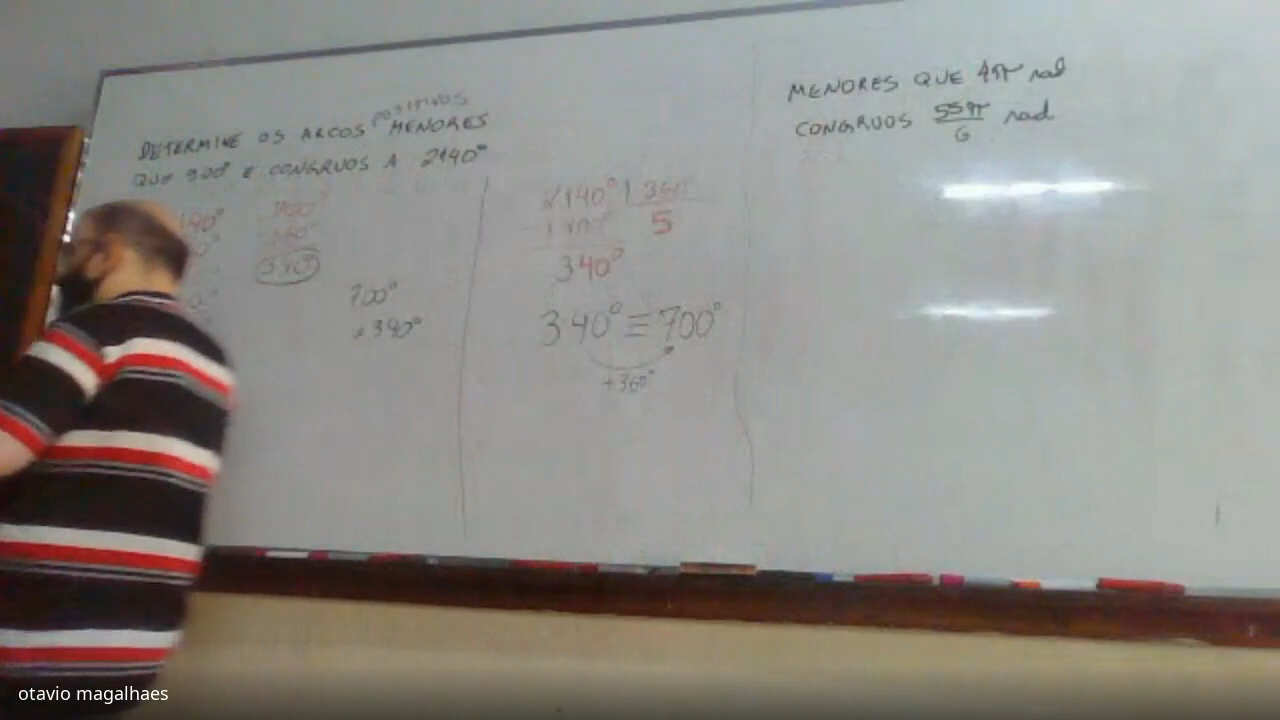 DETERMINE OS ARCOS POSITIVOS MENORES
QUE 900° E CONGRUOS A 2140°
700°
340°
700°
340°
2140° | 360°
5
340°
340° ≡ 700°
+360°
MENORES QUE 4π rad
CONGRUOS 55π/6 rad
otavio magalhaes